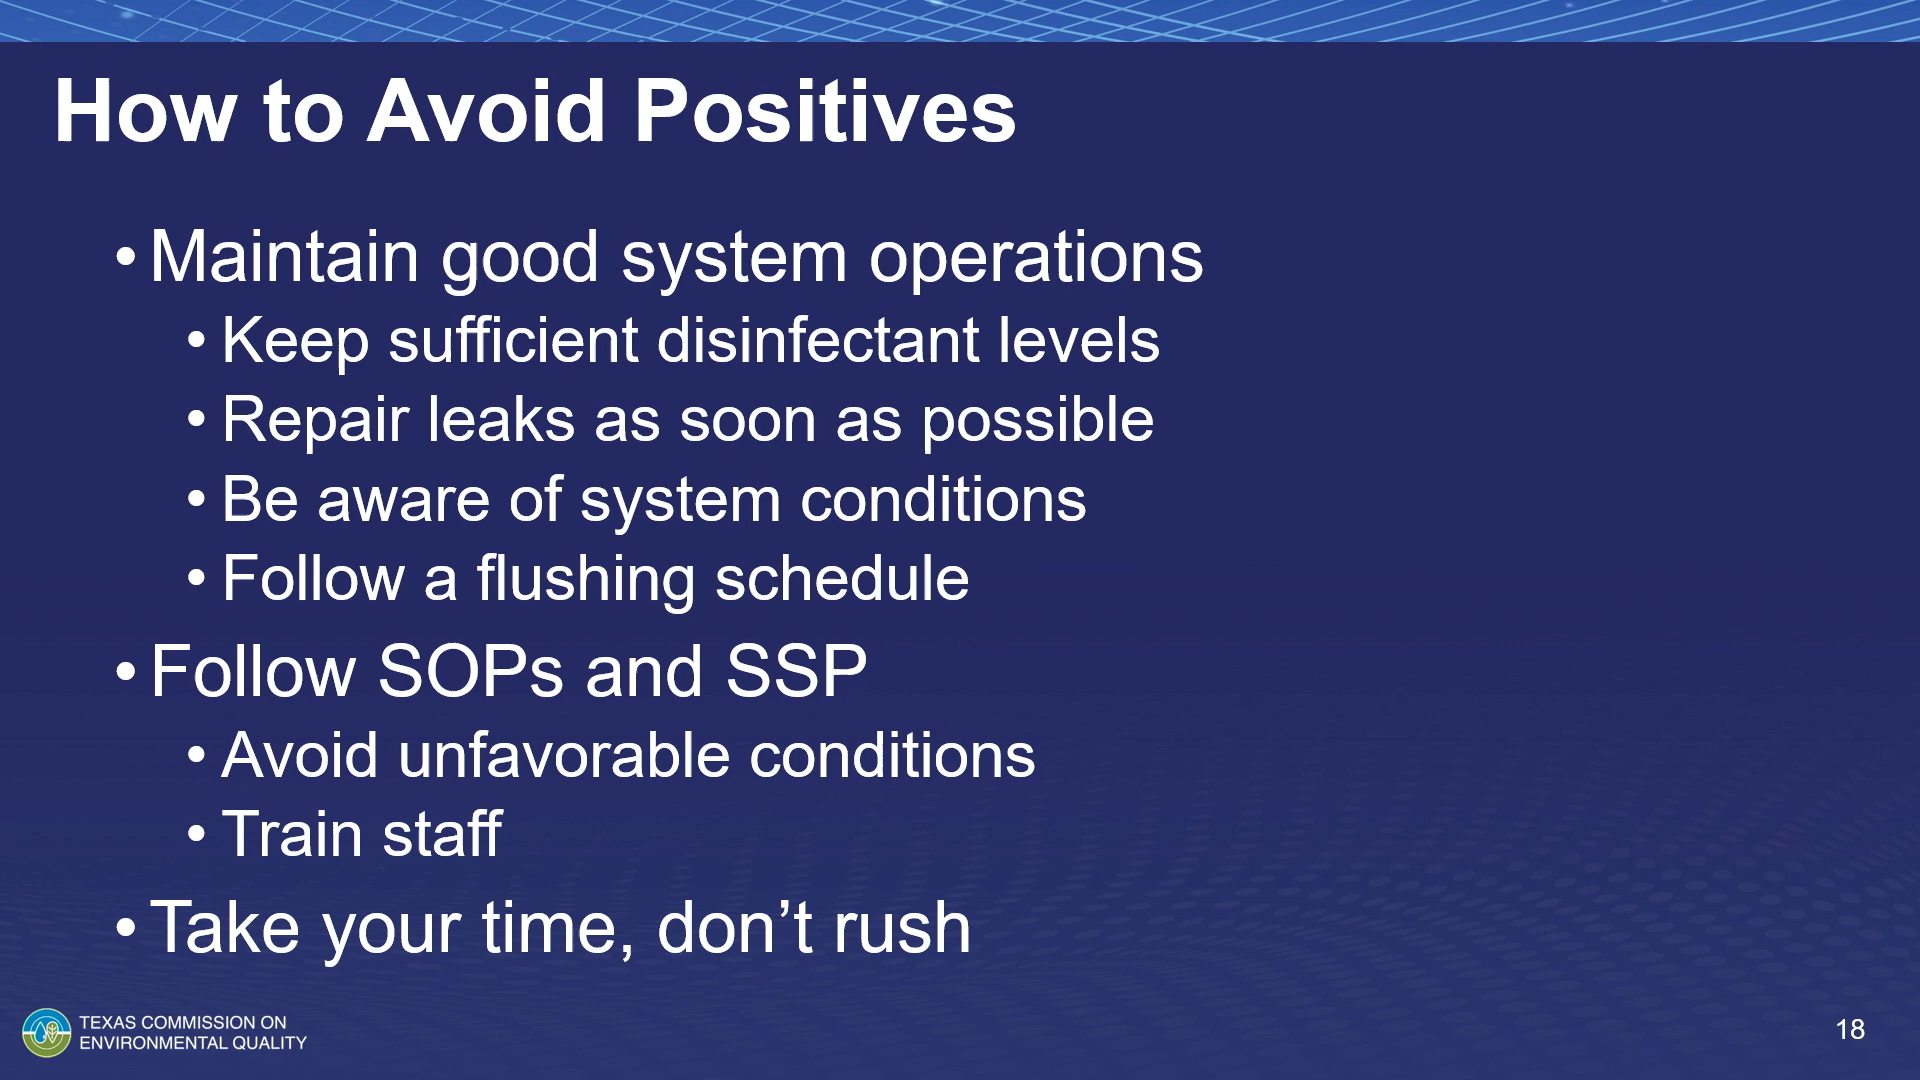 How to Avoid Positives
• Maintain good system operations
• Keep sufficient disinfectant levels
• Repair leaks as soon as possible
• Be aware of system conditions
• Follow a flushing schedule
• Follow SOPs and SSP
• Avoid unfavorable conditions
• Train staff
• Take your time, don’t rush
TEXAS COMMISSION ON
ENVIRONMENTAL QUALITY
18